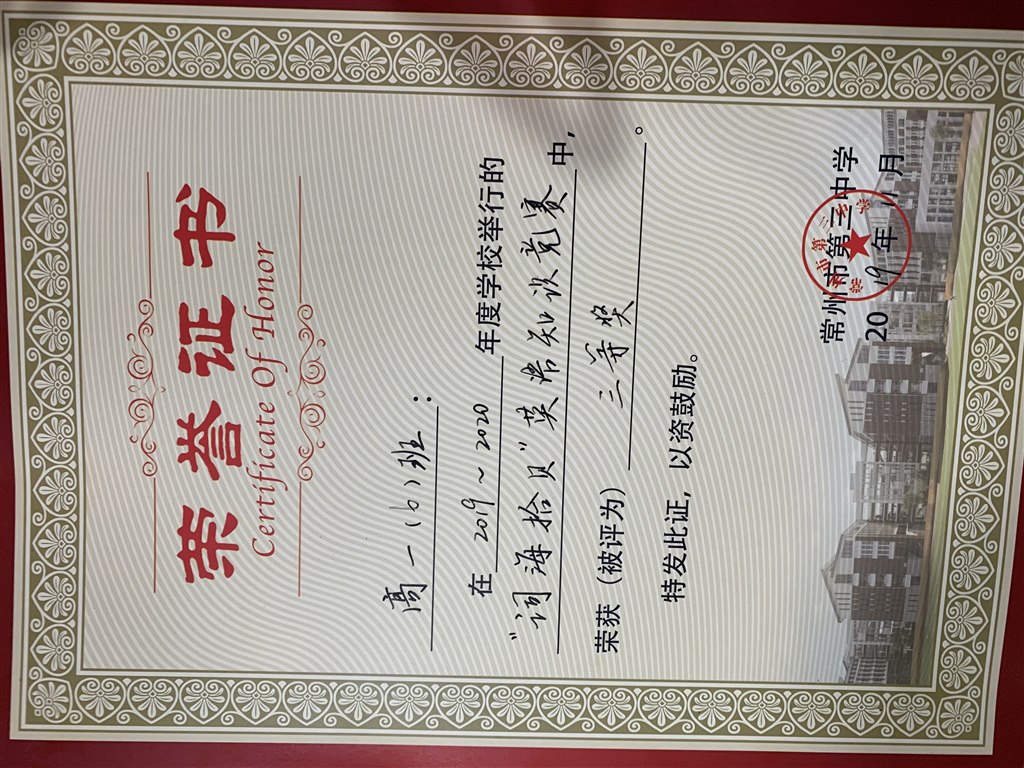 荣誉证书
Certificate Of Honor
高一（6）班：
在 2019～2020 年度学校举行的
“词海拾贝”英语知识竞赛 中，
荣获（被评为） 三等奖 。
特发此证，以资鼓励。
常州市第三中学
2019年11月